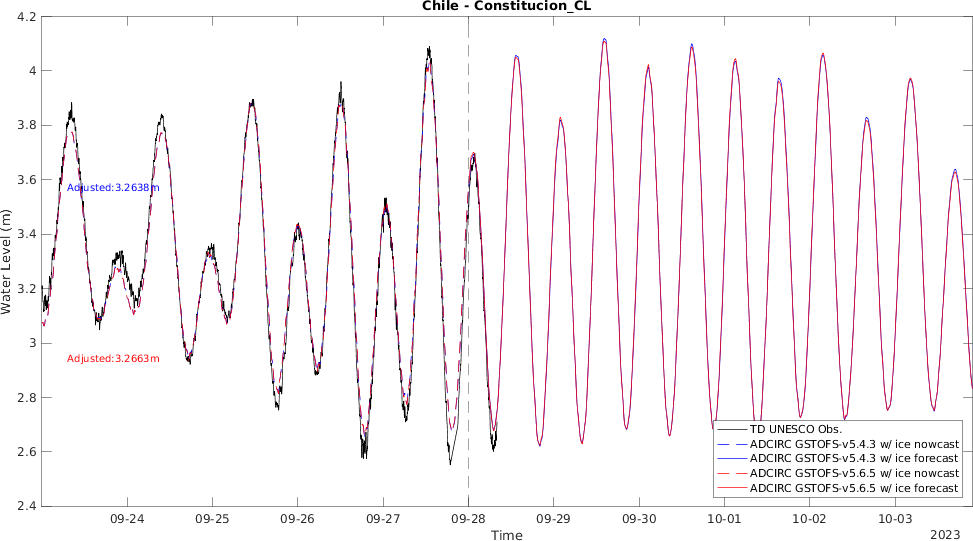 Chile - Constitucion_CL
4.2
4
3.8
3.6
3.4
3.2
3
2.8
2.6
2.4
Water Level (m)
Adjusted:3.2638m
Adjusted:3.2663m
TD UNESCO Obs.
ADCIRC GSTOFS-v5.4.3 w/ ice nowcast
ADCIRC GSTOFS-v5.4.3 w/ ice forecast
ADCIRC GSTOFS-v5.6.5 w/ ice nowcast
ADCIRC GSTOFS-v5.6.5 w/ ice forecast
09-24 09-25 09-26 09-27 09-28 09-29 09-30 10-01 10-02 10-03
Time
2023